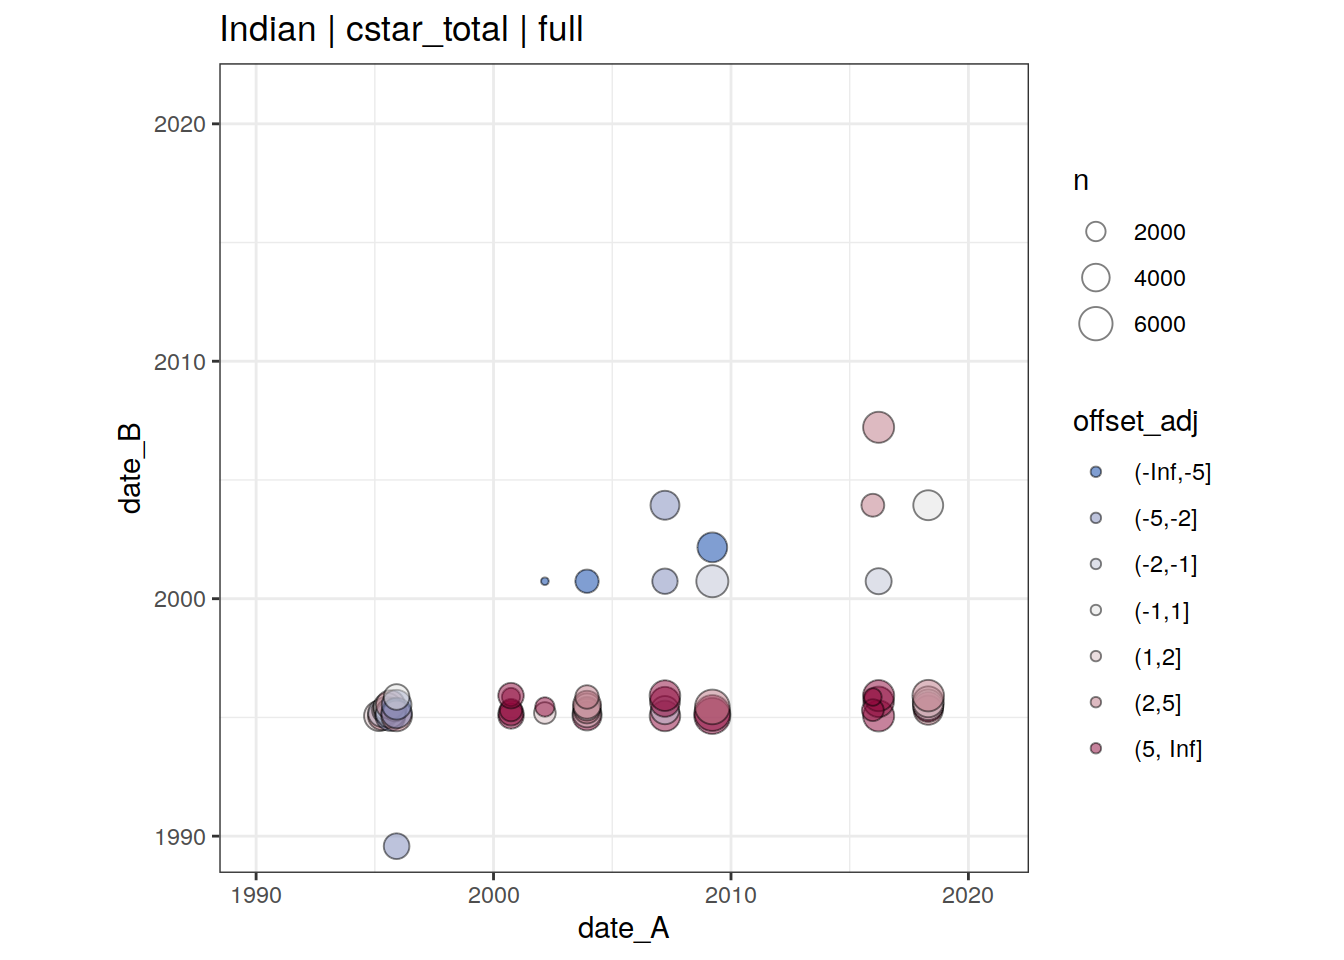 Indian | cstar_total | full
2020
2010
2000
1990
date_B
1990
2000
2010
2020
date_A
n
2000
4000
6000
offset_adj
(-Inf,-5]
(-5,-2]
(-2,-1]
(-1,1]
(1,2]
(2,5]
(5, Inf]